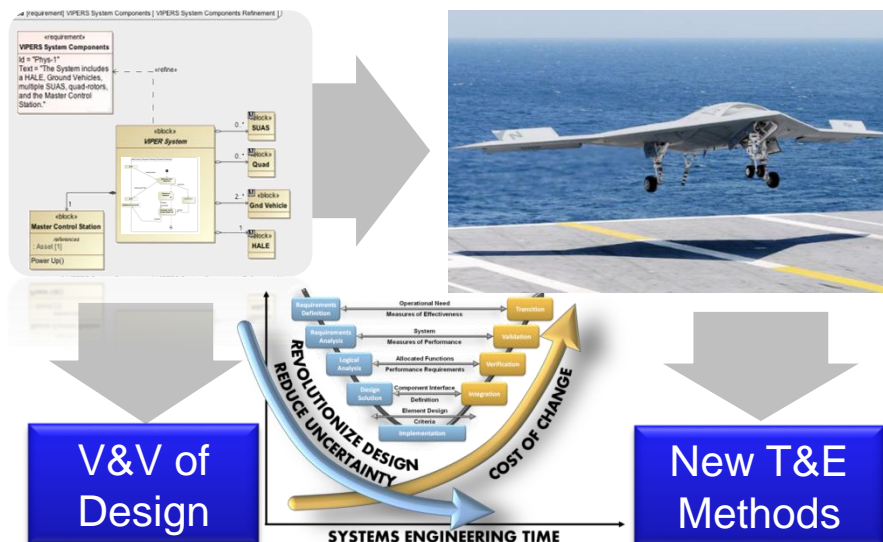 [requirement] VIPERS System Components [ VIPERS System Components Refinement ]
«requirement»
VIPERS System Components
Id = "Phys-1"
Text = "The System includes
a HALE, Ground Vehicles,
multiple SUAS, quad-rotors,
and the Master Control
Station."
«refine»
«block»
VIPER System
0..*
«block»
SUAS
0..*
«block»
Quad
2..*
«block»
Gnd Vehicle
1
«block»
HALE
1
«block»
Master Control Station
references
: Asset [1]
Power Up()
Requirements
Definition
Operational Need
Measures of Effectiveness
Transition
Requirements
Analysis
System
Measures of Performance
Validation
Logical
Analysis
Allocated Functions
Performance Requirements
Verification
Design
Solution
Component Interface
Definition
Integration
Element Design
Criteria
Implementation
REVOLUTIONIZE DESIGN
REDUCE UNCERTAINTY
COST OF CHANGE
SYSTEMS ENGINEERING TIME
V&V of
Design
New T&E
Methods